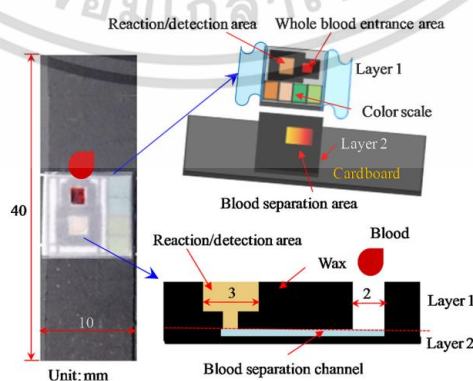 Reaction/detection area
Whole blood entrance area
Layer 1
Color scale
Layer 2
Cardboard
Blood separation area
40
10
Unit: mm
Reaction/detection area
Blood
Wax
3
2
Layer 1
Layer 2
Blood separation channel